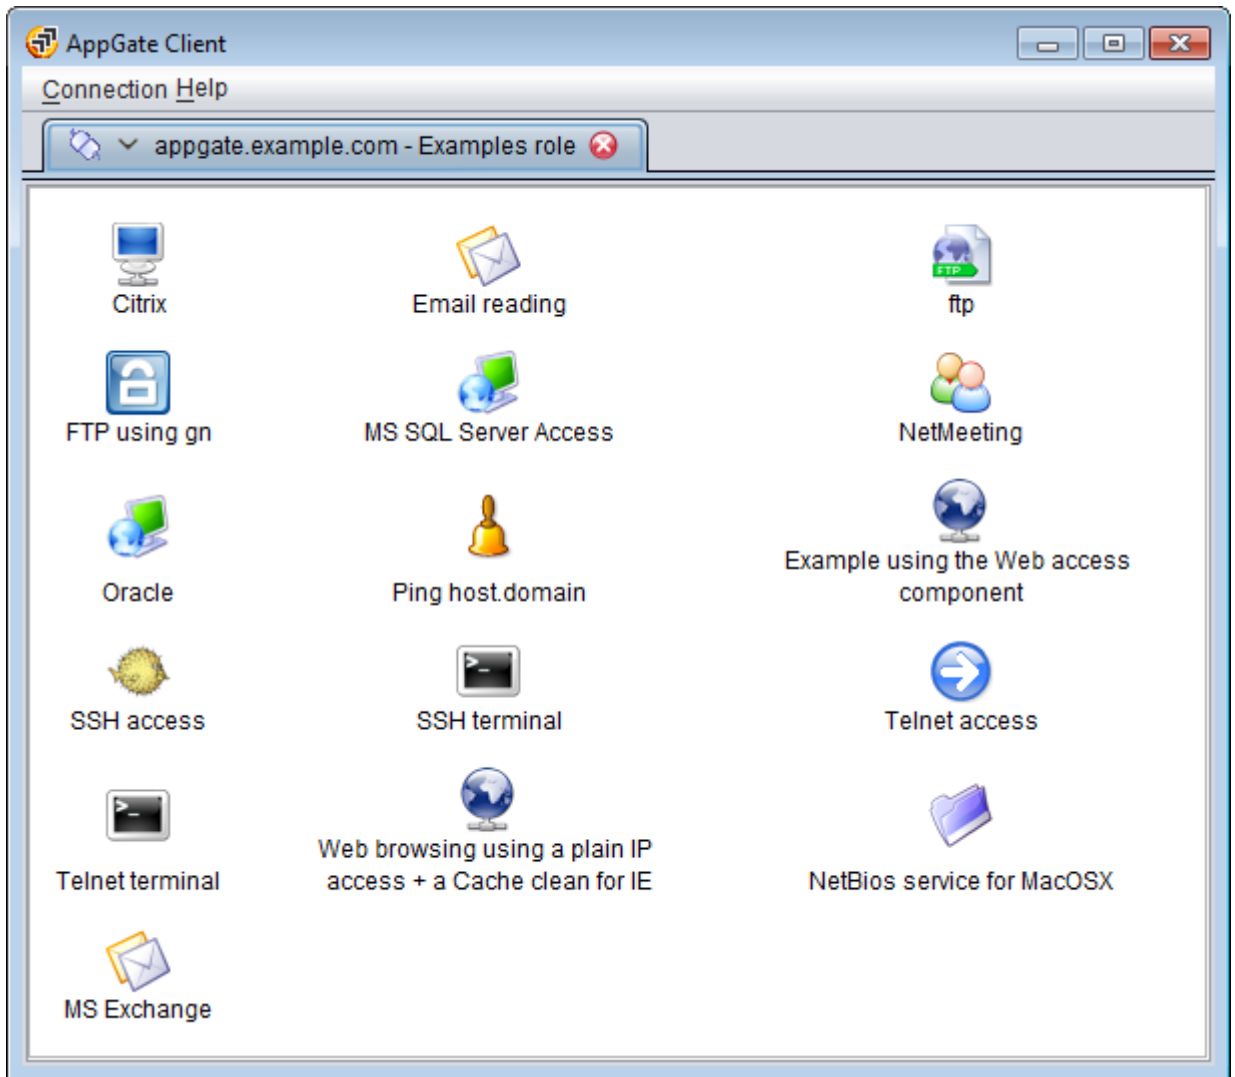 AppGate Client
Connection Help
appgate.example.com - Examples role
Citrix
Email reading
FTP
ftp
FTP using gn
MS SQL Server Access
NetMeeting
Oracle
Ping host.domain
Example using the Web access
component
SSH access
>_
SSH terminal
Telnet access
>_
Telnet terminal
Web browsing using a plain IP
access + a Cache clean for IE
NetBios service for MacOSX
MS Exchange